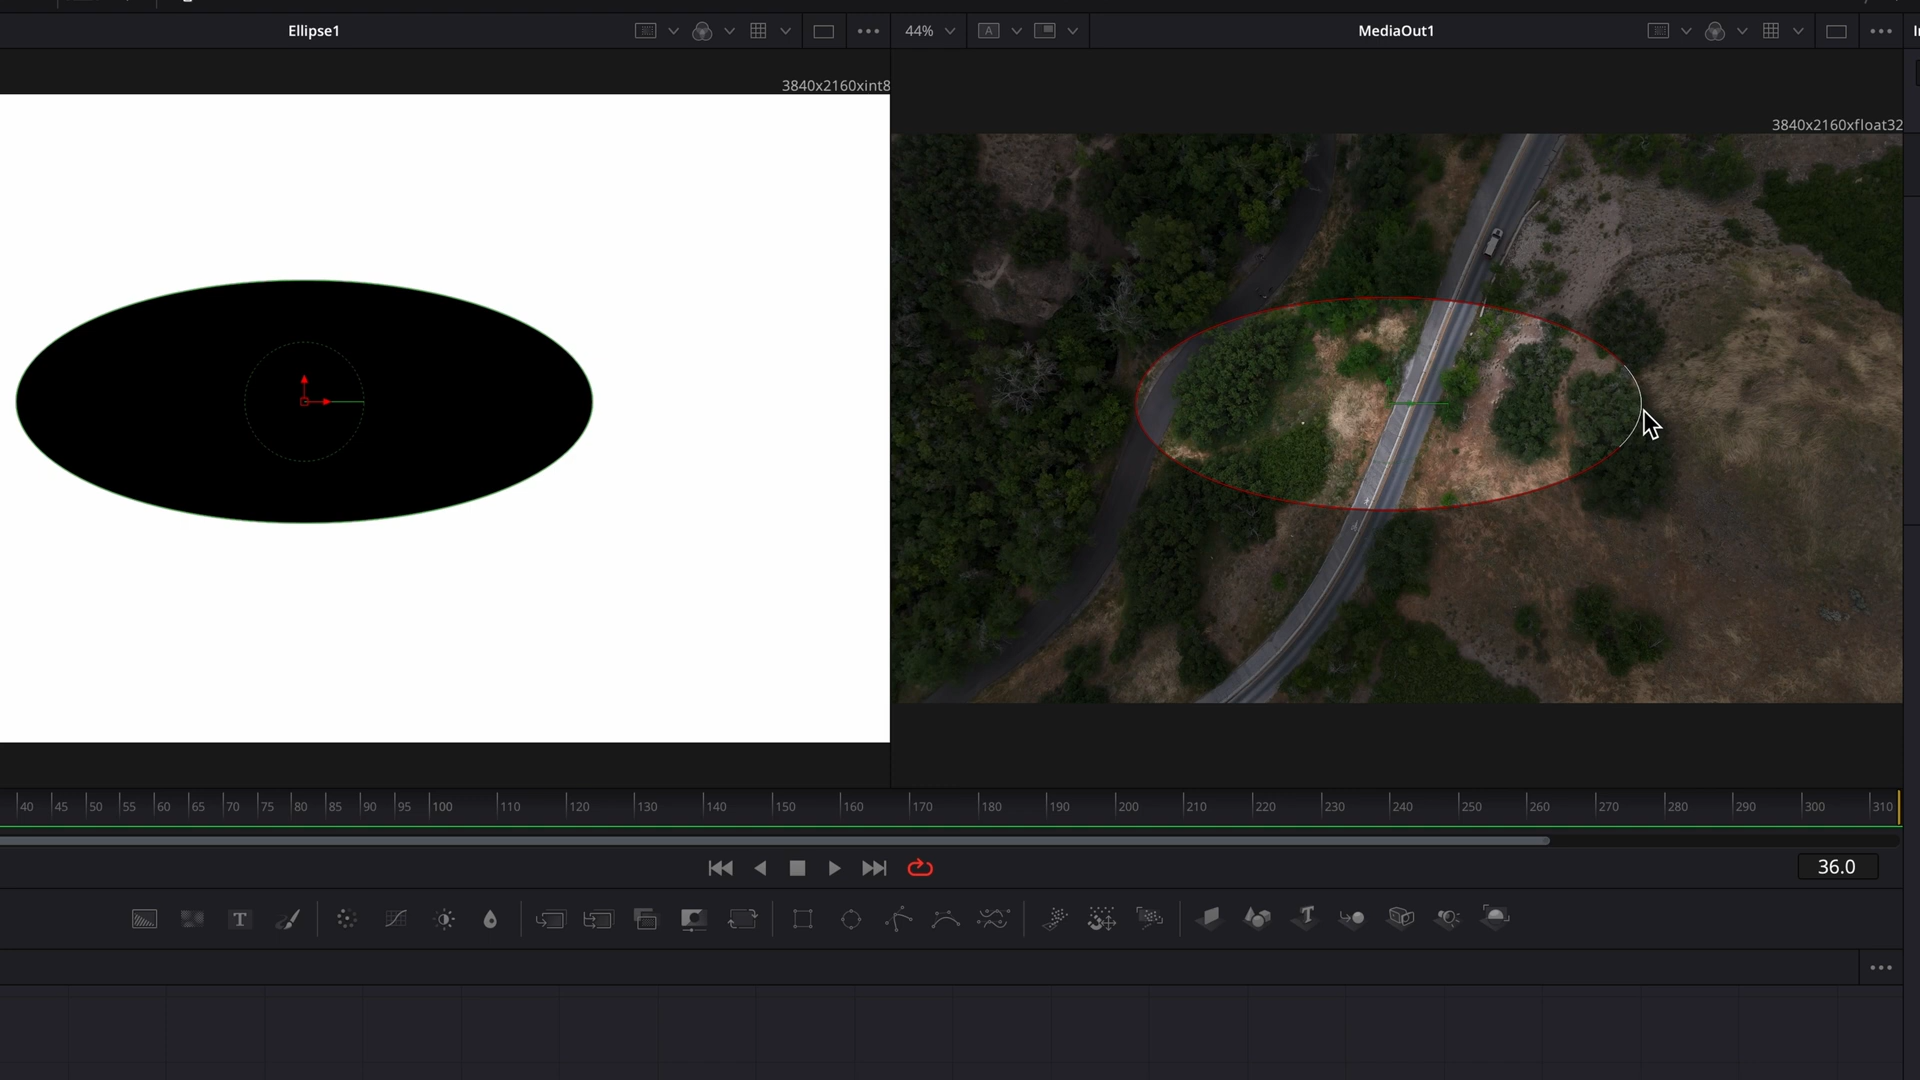 Ellipse1
44%
A
MediaOut1
3840x2160xint8
3840x2160xfloat32
40 45 50 55 60 65 70 75 80 85 90 95 100 110 120 130 140 150 160 170 180 190 200 210 220 230 240 250 260 270 280 290 300 310
36.0
T
T